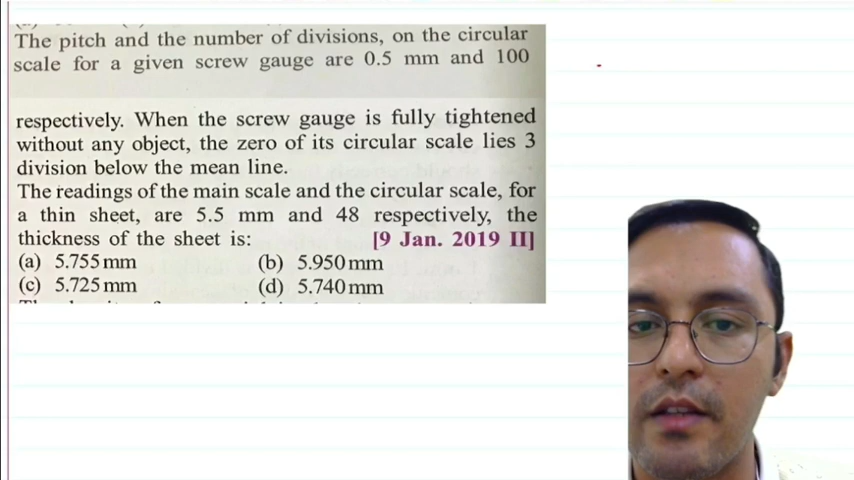 The pitch and the number of divisions, on the circular
scale for a given screw gauge are 0.5 mm and 100
respectively. When the screw gauge is fully tightened
without any object, the zero of its circular scale lies 3
division below the mean line.
The readings of the main scale and the circular scale, for
a thin sheet, are 5.5 mm and 48 respectively, the
thickness of the sheet is: [9 Jan. 2019 II]
(a) 5.755 mm (b) 5.950 mm
(c) 5.725 mm (d) 5.740 mm